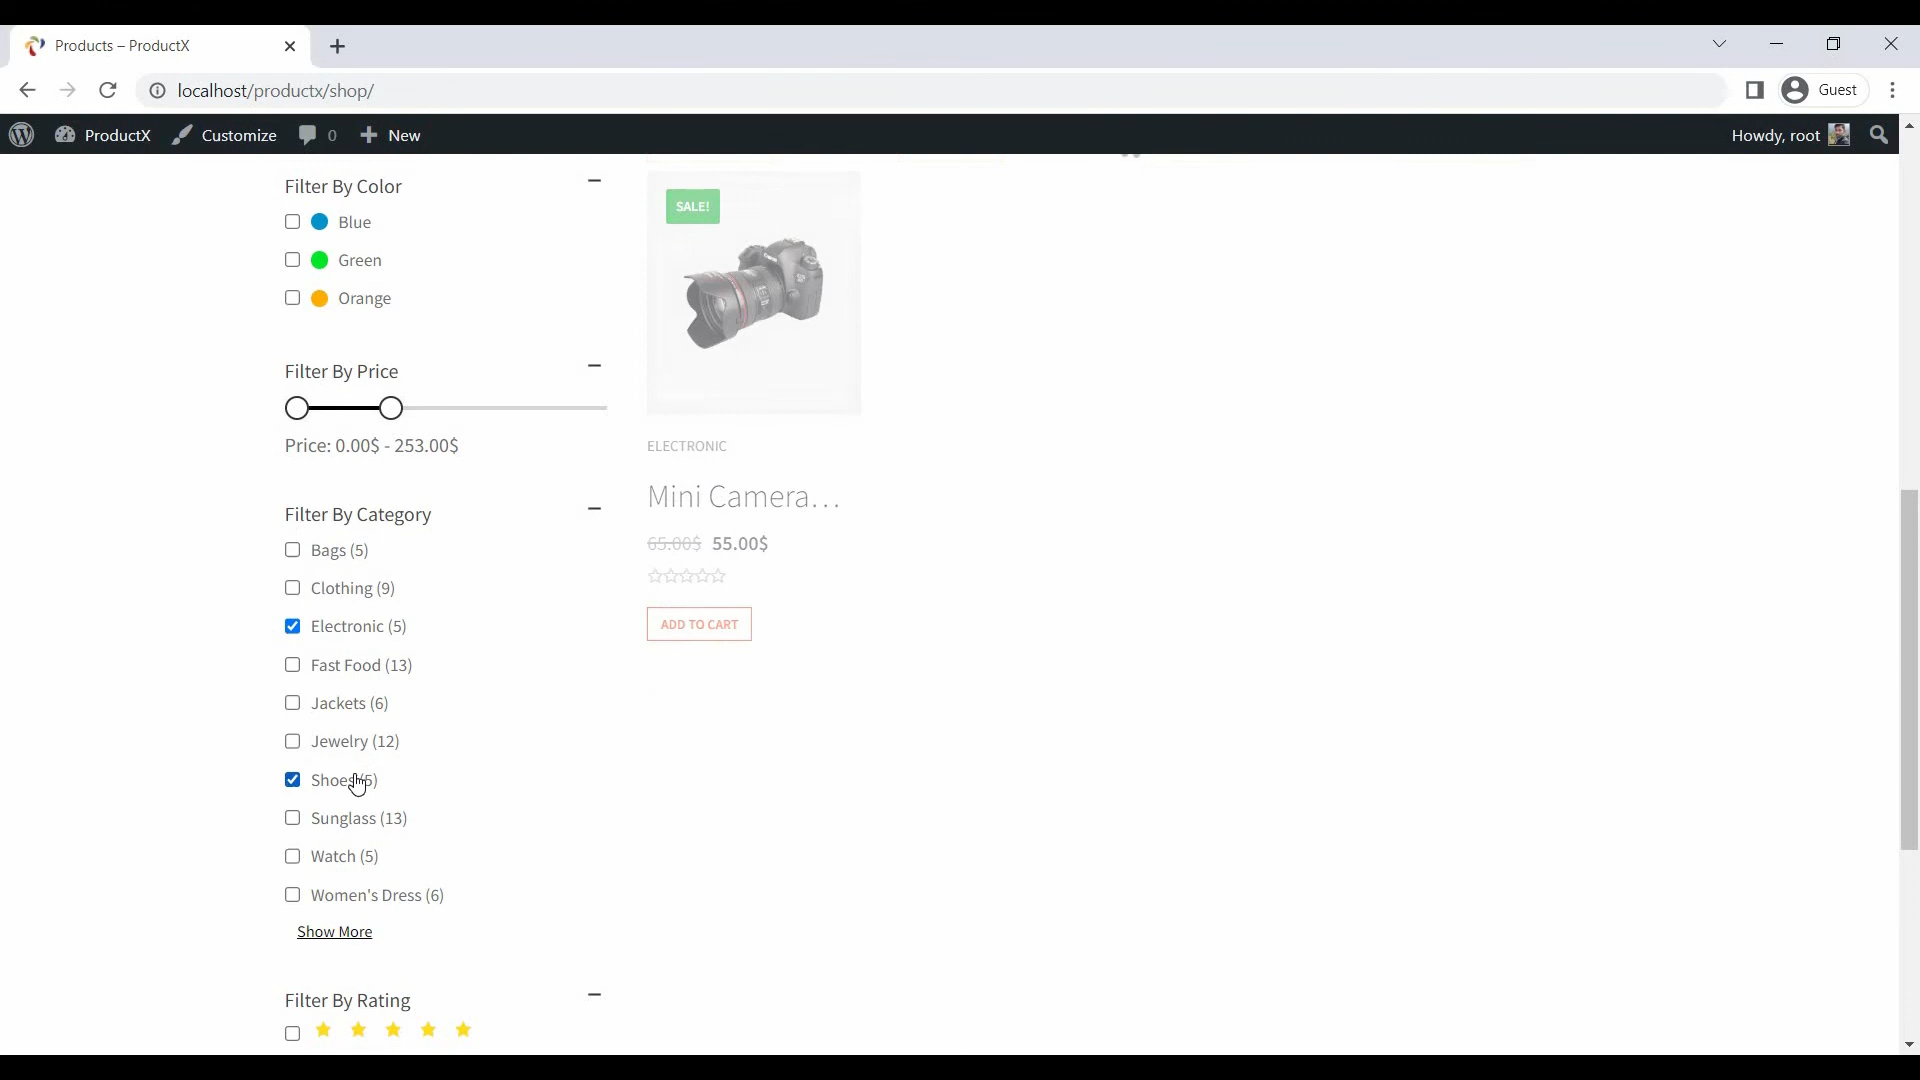 Products – ProductX
localhost/productx/shop/
Guest
ProductX
Customize
0
New
Howdy, root
Filter By Color
Blue
Green
Orange
Filter By Price
Price: 0.00$ - 253.00$
Filter By Category
Bags (5)
Clothing (9)
Electronic (5)
Fast Food (13)
Jackets (6)
Jewelry (12)
Shoes (5)
Sunglass (13)
Watch (5)
Women's Dress (6)
Show More
Filter By Rating
SALE!
ELECTRONIC
Mini Camera...
65.00$ 55.00$
ADD TO CART